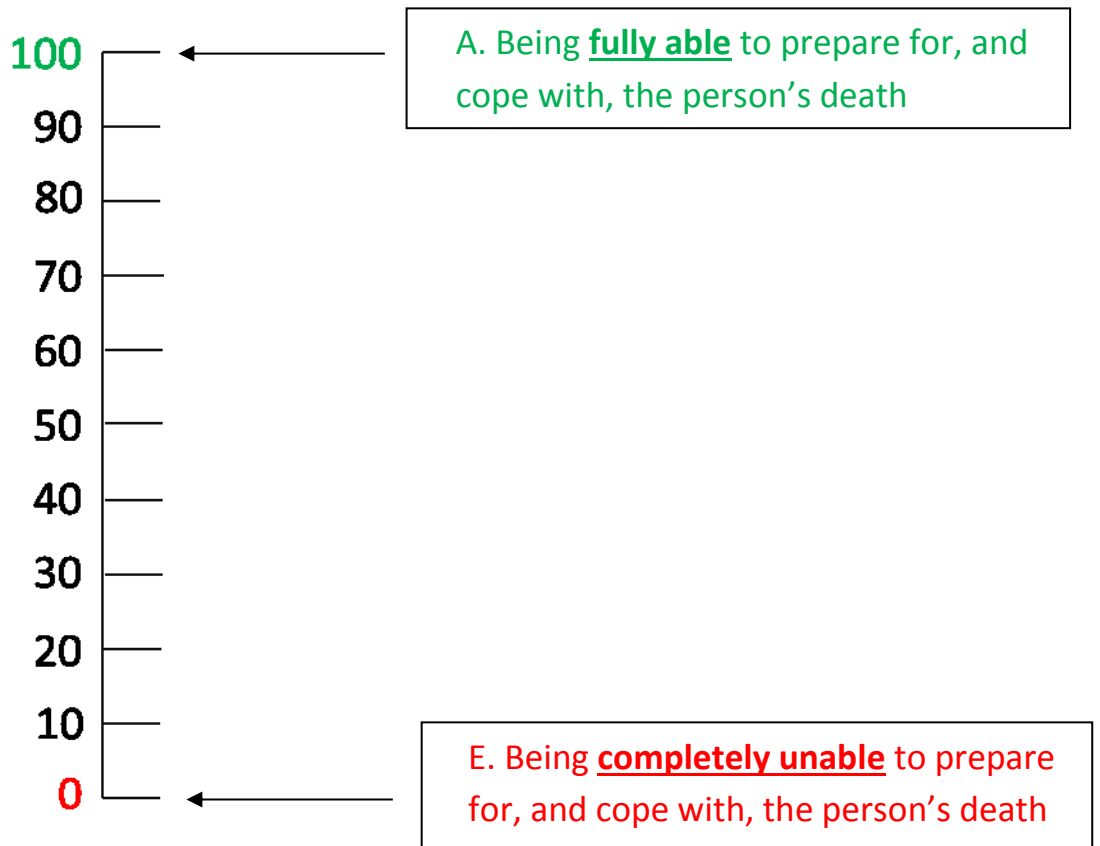 100
A. Being fully able to prepare for, and
cope with, the person’s death
90
80
70
60
50
40
30
20
10
0
E. Being completely unable to prepare
for, and cope with, the person’s death